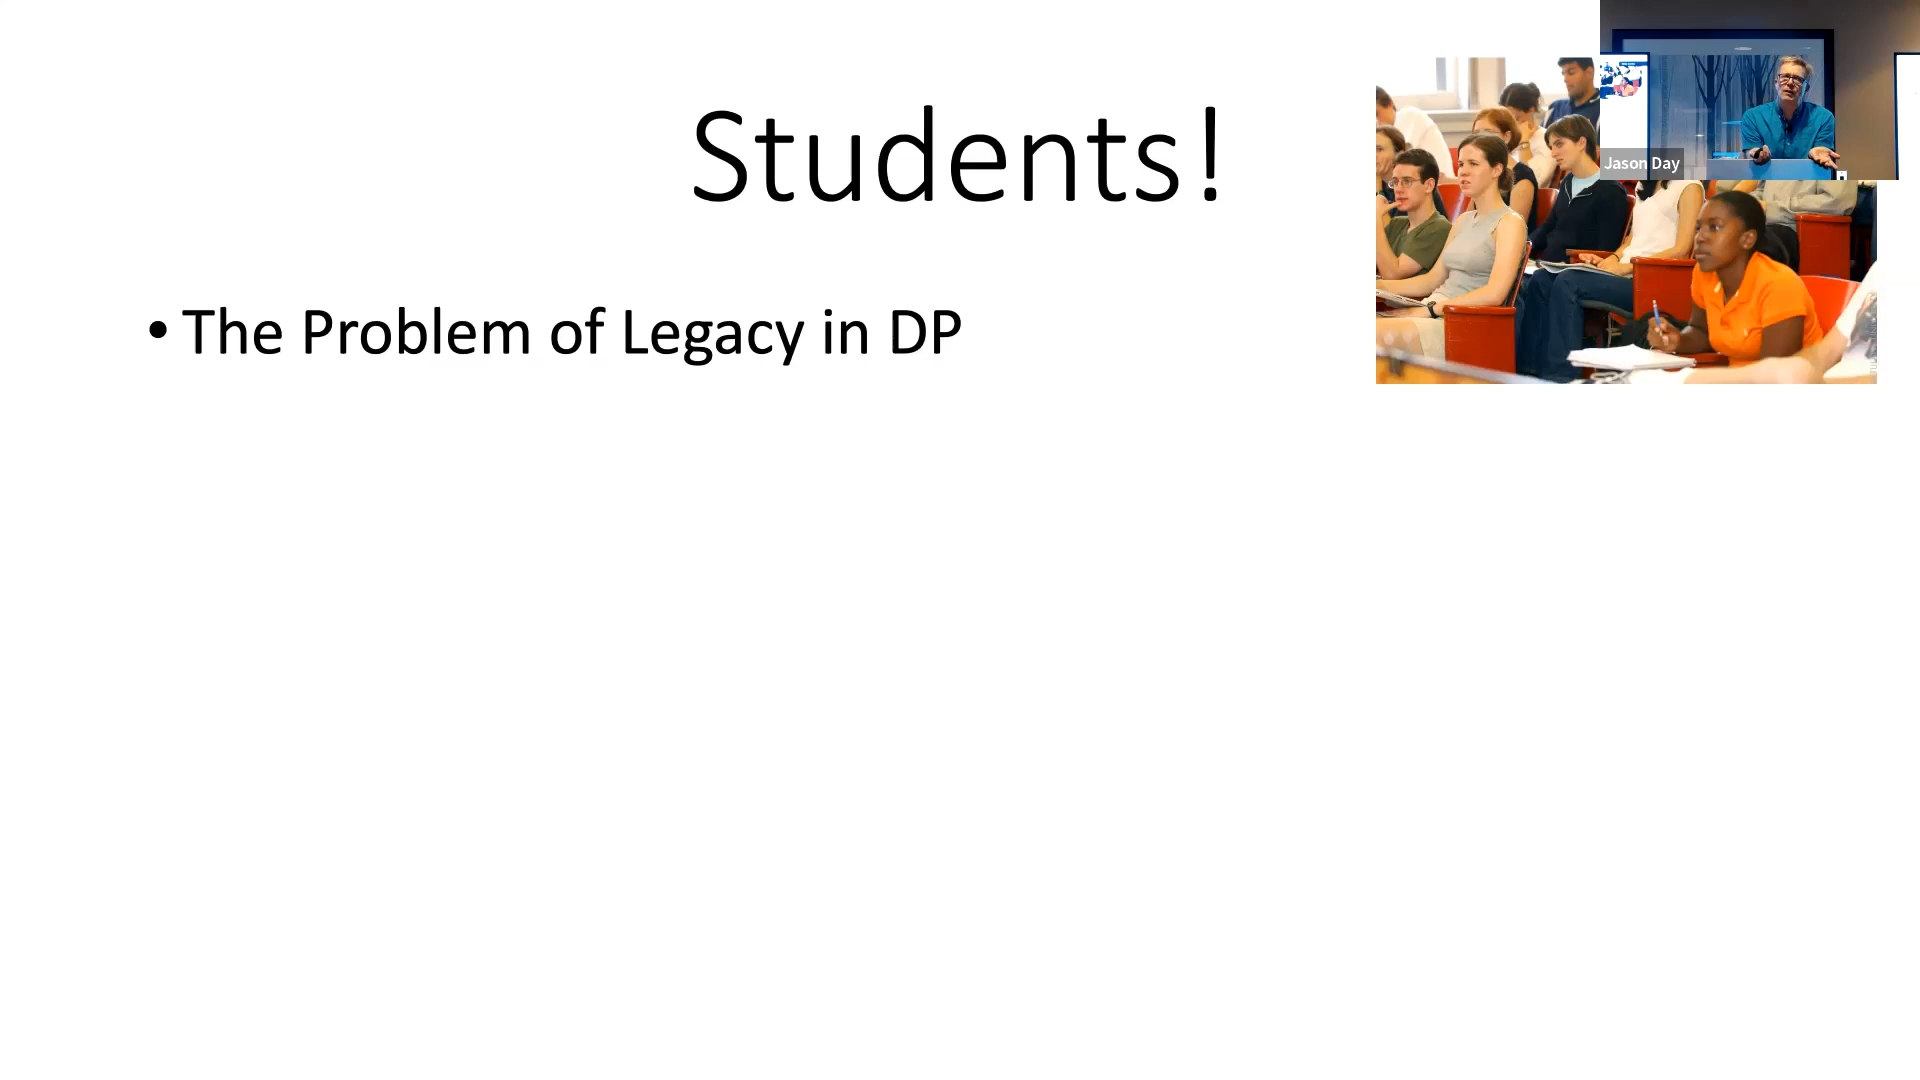 Students!
Jason Day
• The Problem of Legacy in DP